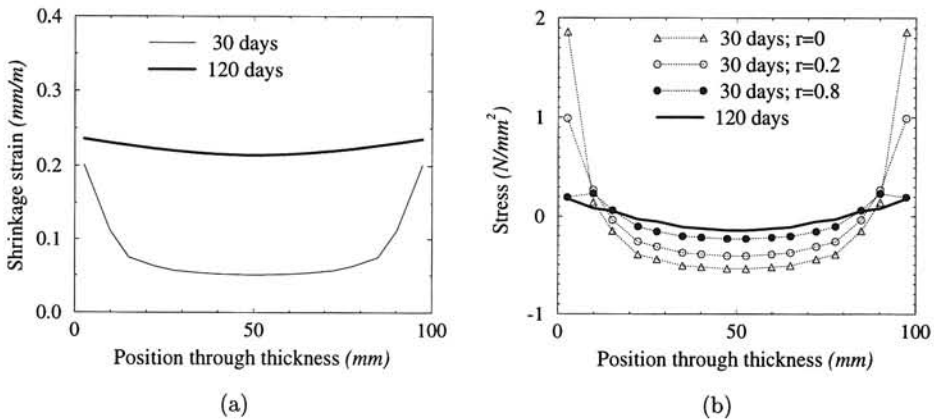 0.4
0.3
0.2
0.1
0.0
0
50
100
Shrinkage strain (mm/m)
30 days
120 days
Position through thickness (mm)
(a)
2
1
0
-1
0
50
100
Stress (N/mm²)
30 days; r=0
30 days; r=0.2
30 days; r=0.8
120 days
Position through thickness (mm)
(b)